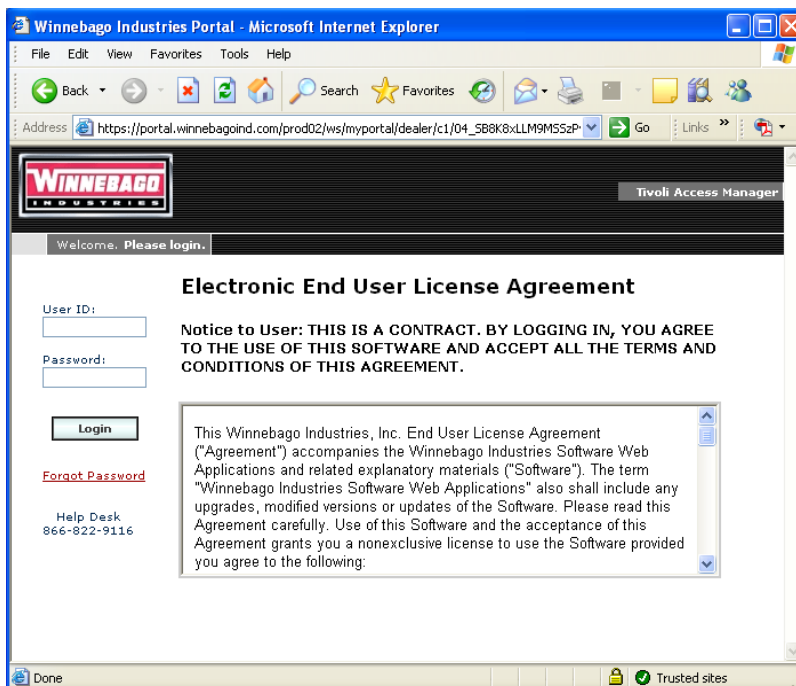 Winnebago Industries Portal - Microsoft Internet Explorer
File Edit View Favorites Tools Help
Back Search Favorites
Address https://portal.winnebagoind.com/prod02/ws/myportal/dealer/c1/04_SB8K8xLLM9MSSzP Go Links »
WINNEBAGO
INDUSTRIES
Tivoli Access Manager
Welcome. Please login.
Electronic End User License Agreement
User ID:
Notice to User: THIS IS A CONTRACT. BY LOGGING IN, YOU AGREE
TO THE USE OF THIS SOFTWARE AND ACCEPT ALL THE TERMS AND
CONDITIONS OF THIS AGREEMENT.
Password:
Login
Forgot Password
Help Desk
866-822-9116
This Winnebago Industries, Inc. End User License Agreement
("Agreement") accompanies the Winnebago Industries Software Web
Applications and related explanatory materials ("Software"). The term
"Winnebago Industries Software Web Applications" also shall include any
upgrades, modified versions or updates of the Software. Please read this
Agreement carefully. Use of this Software and the acceptance of this
Agreement grants you a nonexclusive license to use the Software provided
you agree to the following:
Done Trusted sites